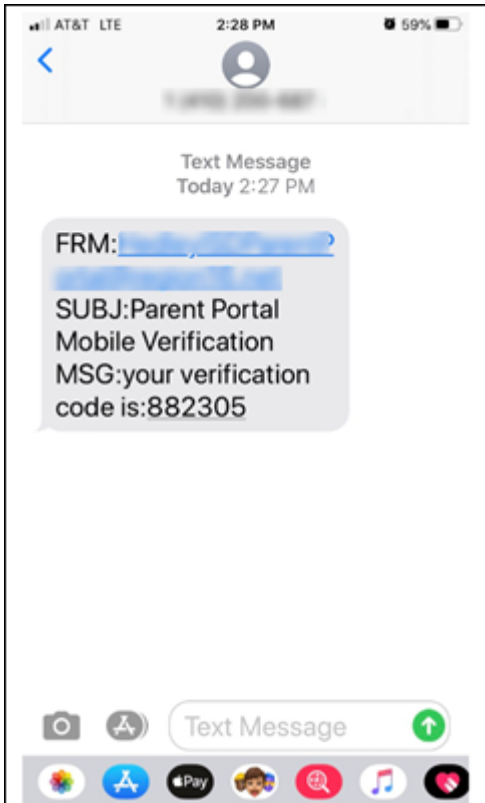 AT&T LTE 2:28 PM 59%
Text Message
Today 2:27 PM
FRM:
SUBJ:Parent Portal
Mobile Verification
MSG:your verification
code is:882305
Text Message
Pay